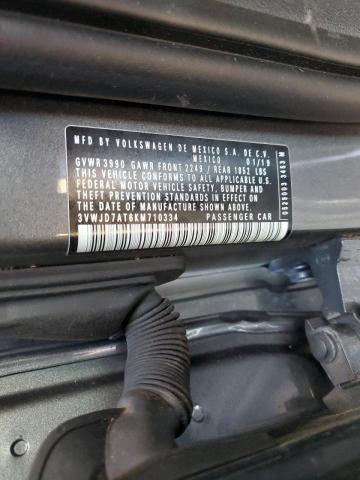 MFD BY VOLKSWAGEN DE MEXICO S.A. DE C.V.
MEXICO 01/19
GVWR 3990 GAWR FRONT 2249 / REAR 1852 LBS
THIS VEHICLE CONFORMS TO ALL APPLICABLE U.S.
FEDERAL MOTOR VEHICLE SAFETY, BUMPER AND
THEFT PREVENTION STANDARDS IN EFFECT ON
THE DATE OF MANUFACTURE SHOWN ABOVE.
3VWJD7AT6KM710334 PASSENGER CAR
0525003 3463 M